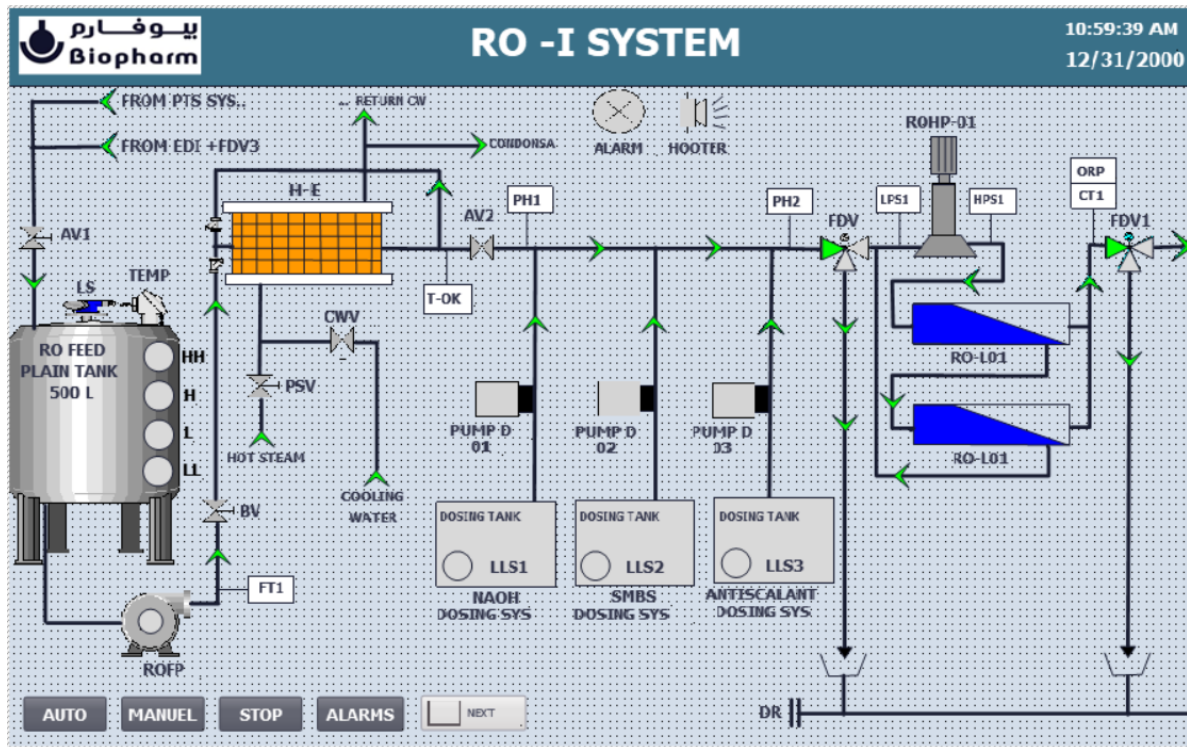 بيوفارم
Biopharm
RO -I SYSTEM
10:59:39 AM
12/31/2000
FROM PTS SYS..
FROM EDI +FDV3
... RETURN CW
CONDONSA
ALARM
HOOTER
ROHP-01
H-E
AV1
AV2
PH1
PH2
FDV
LPS1
HPS1
ORP
CT1
FDV1
T-OK
LS
TEMP
RO FEED
PLAIN TANK
500 L
HH
H
L
LL
CWV
PSV
HOT STEAM
COOLING
WATER
BV
FT1
ROFP
PUMP D
01
PUMP D
02
PUMP D
03
RO-L01
RO-L01
DOSING TANK
LLS1
NAOH
DOSING SYS
DOSING TANK
LLS2
SMBS
DOSING SYS
DOSING TANK
LLS3
ANTISCALANT
DOSING SYS
DR
AUTO
MANUEL
STOP
ALARMS
NEXT